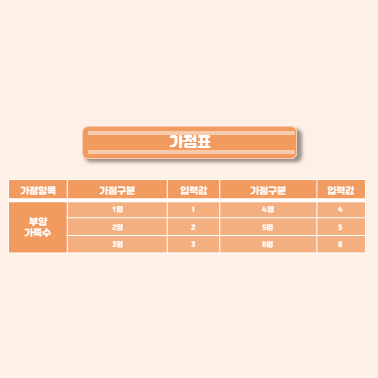 가점표
가점항목 가점구분 입력값 가점구분 입력값
부양
가족수
1명 1 4명 4
2명 2 5명 5
3명 3 6명 6